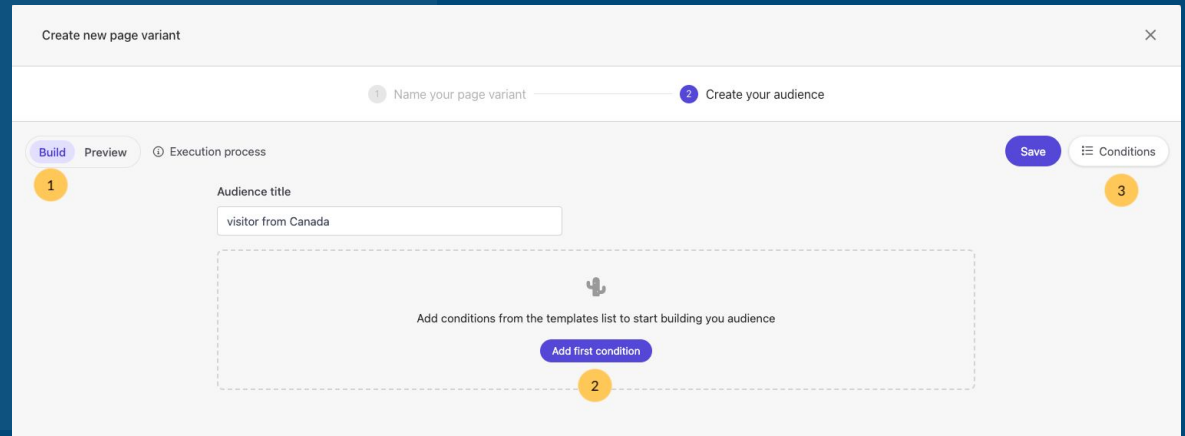 Create new page variant
1 Name your page variant 2 Create your audience
Build Preview Execution process Save Conditions
1 3
Audience title
visitor from Canada
Add conditions from the templates list to start building you audience
Add first condition
2